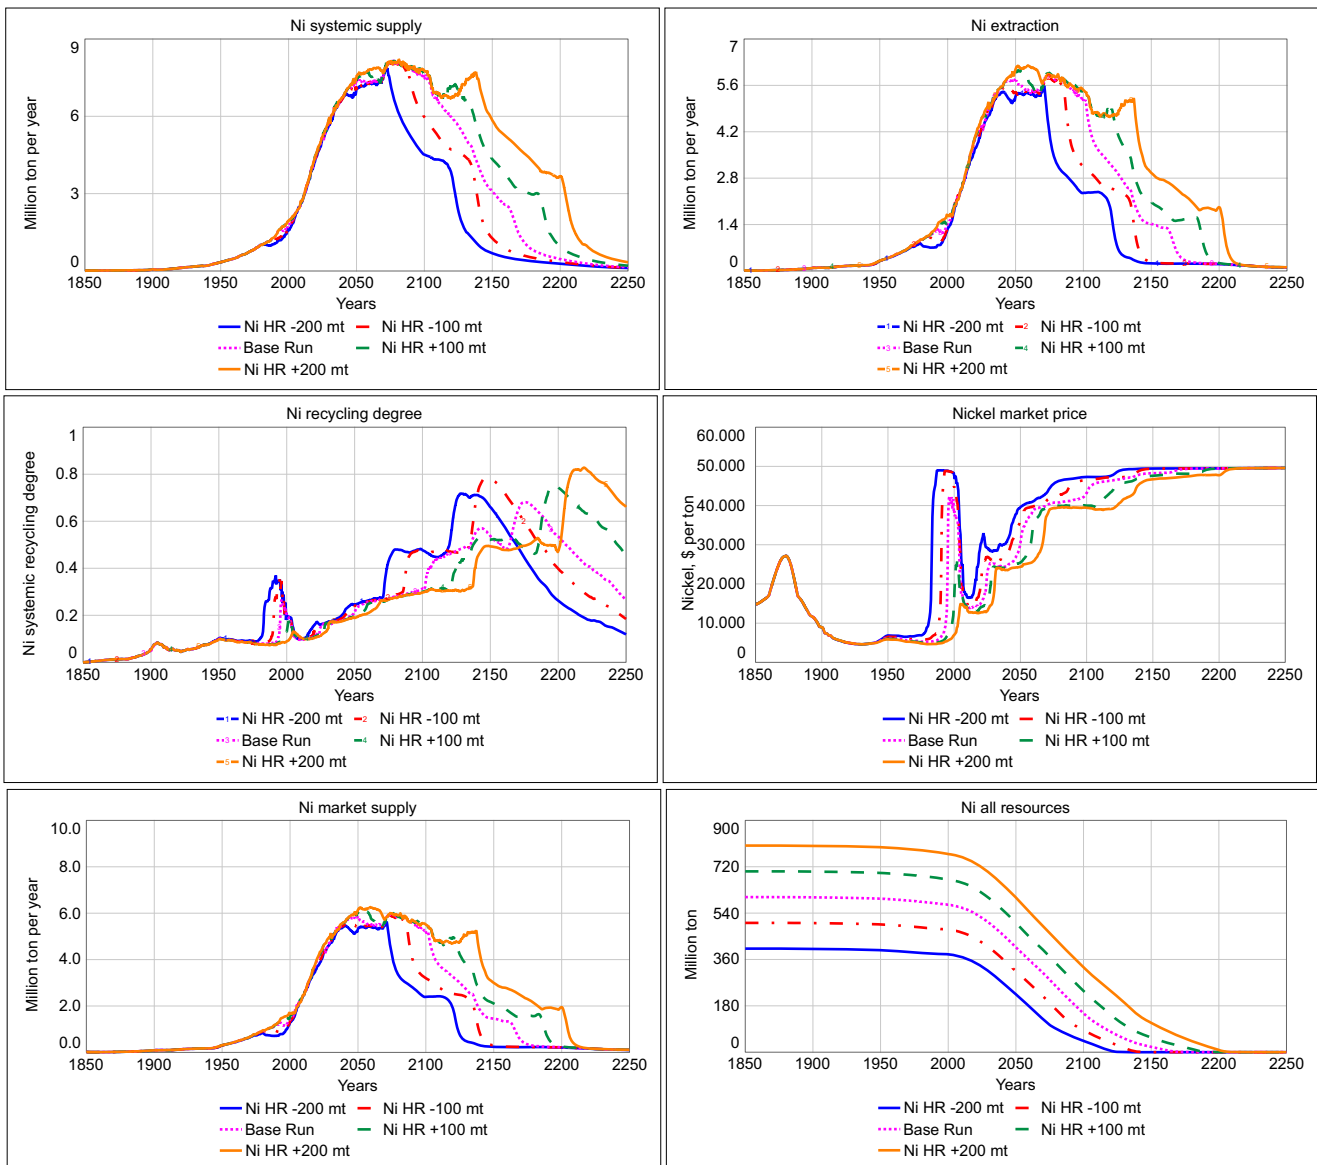 Ni systemic supply
Million ton per year
9
6
3
0
1850 1900 1950 2000 2050 2100 2150 2200 2250
Years
Ni HR -200 mt Ni HR -100 mt
Base Run Ni HR +100 mt
Ni HR +200 mt
Ni extraction
Million ton per year
7
5.6
4.2
2.8
1.4
0
1850 1900 1950 2000 2050 2100 2150 2200 2250
Years
1 Ni HR -200 mt 2 Ni HR -100 mt
3 Base Run 4 Ni HR +100 mt
5 Ni HR +200 mt
Ni recycling degree
Ni systemic recycling degree
1
0.8
0.6
0.4
0.2
0
1850 1900 1950 2000 2050 2100 2150 2200 2250
Years
1 Ni HR -200 mt 2 Ni HR -100 mt
3 Base Run 4 Ni HR +100 mt
5 Ni HR +200 mt
Nickel market price
Nickel, $ per ton
60.000
50.000
40.000
30.000
20.000
10.000
0
1850 1900 1950 2000 2050 2100 2150 2200 2250
Years
Ni HR -200 mt Ni HR -100 mt
Base Run Ni HR +100 mt
Ni HR +200 mt
Ni market supply
Million ton per year
10.0
8.0
6.0
4.0
2.0
0.0
1850 1900 1950 2000 2050 2100 2150 2200 2250
Years
Ni HR -200 mt Ni HR -100 mt
Base Run Ni HR +100 mt
Ni HR +200 mt
Ni all resources
Million ton
900
720
540
360
180
0
1850 1900 1950 2000 2050 2100 2150 2200 2250
Years
Ni HR -200 mt Ni HR -100 mt
Base Run Ni HR +100 mt
Ni HR +200 mt